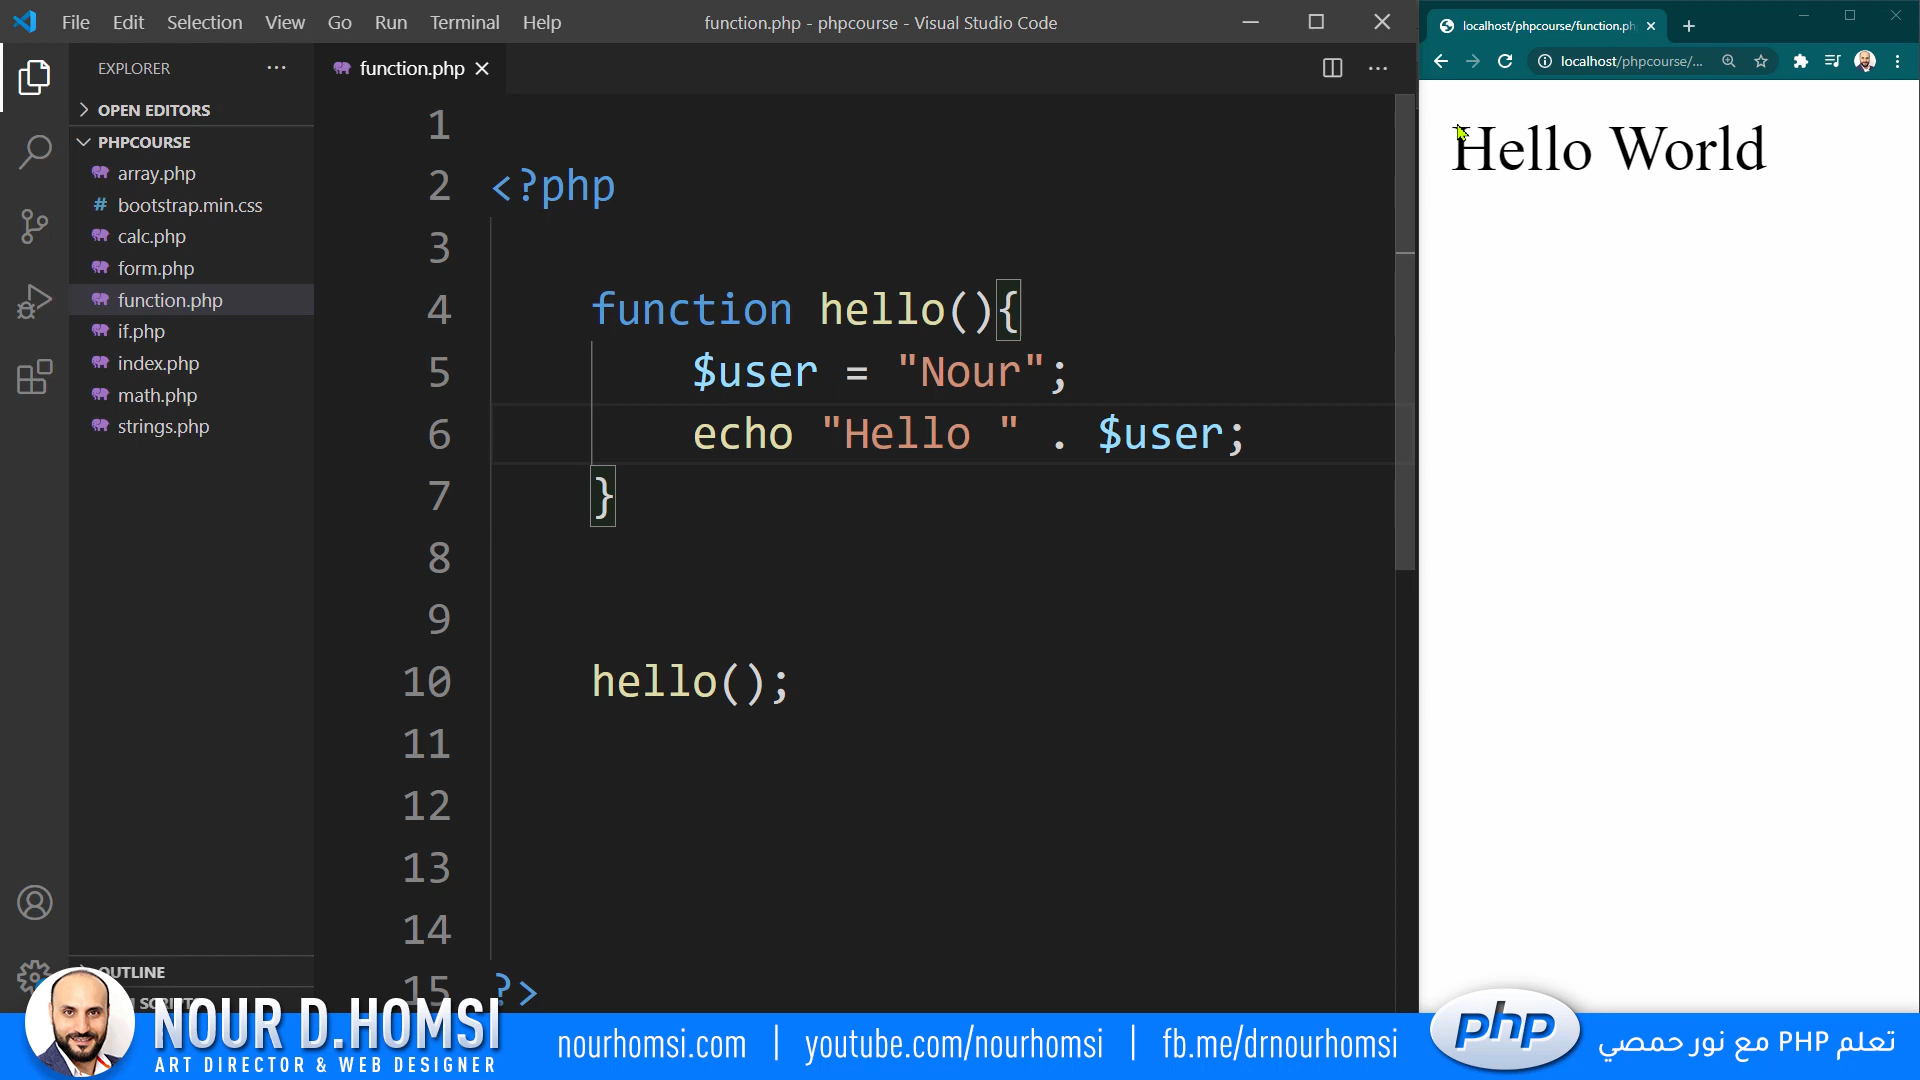 File Edit Selection View Go Run Terminal Help
function.php - phpcourse - Visual Studio Code
localhost/phpcourse/function.ph
localhost/phpcourse/...
EXPLORER
function.php
OPEN EDITORS
PHPCOURSE
array.php
bootstrap.min.css
calc.php
form.php
function.php
if.php
index.php
math.php
strings.php
OUTLINE
1
2 <?php
3
4 function hello(){
5 $user = "Nour";
6 echo "Hello " . $user;
7 }
8
9
10 hello();
11
12
13
14
15 ?>
Hello World
NOUR D.HOMSI
ART DIRECTOR & WEB DESIGNER
nourhomsi.com | youtube.com/nourhomsi | fb.me/drnourhomsi
php
تعلم PHP مع نور حمصي